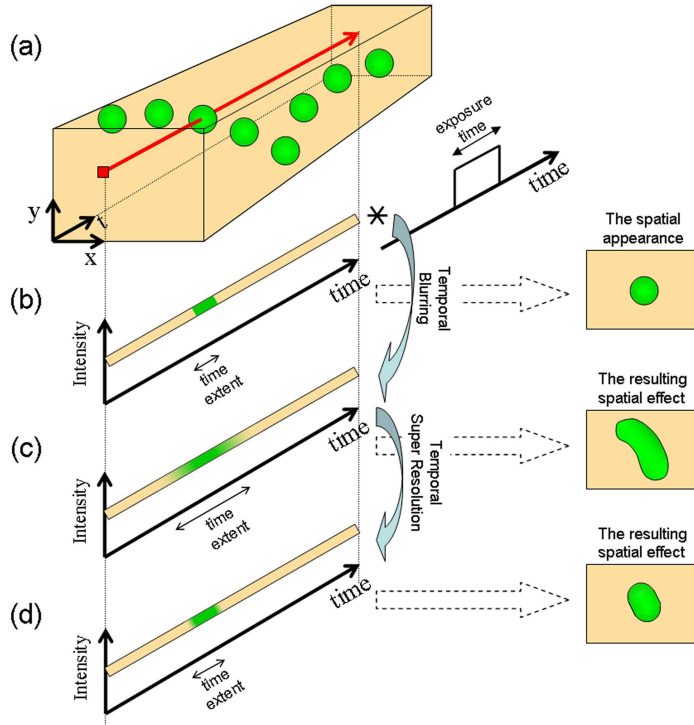 (a)
exposure
time
time
y
t
x
*
The spatial
appearance
(b)
Intensity
time
time
extent
Temporal
Blurring
The resulting
spatial effect
(c)
Intensity
time
time
extent
Temporal
Super Resolution
The resulting
spatial effect
(d)
Intensity
time
time
extent